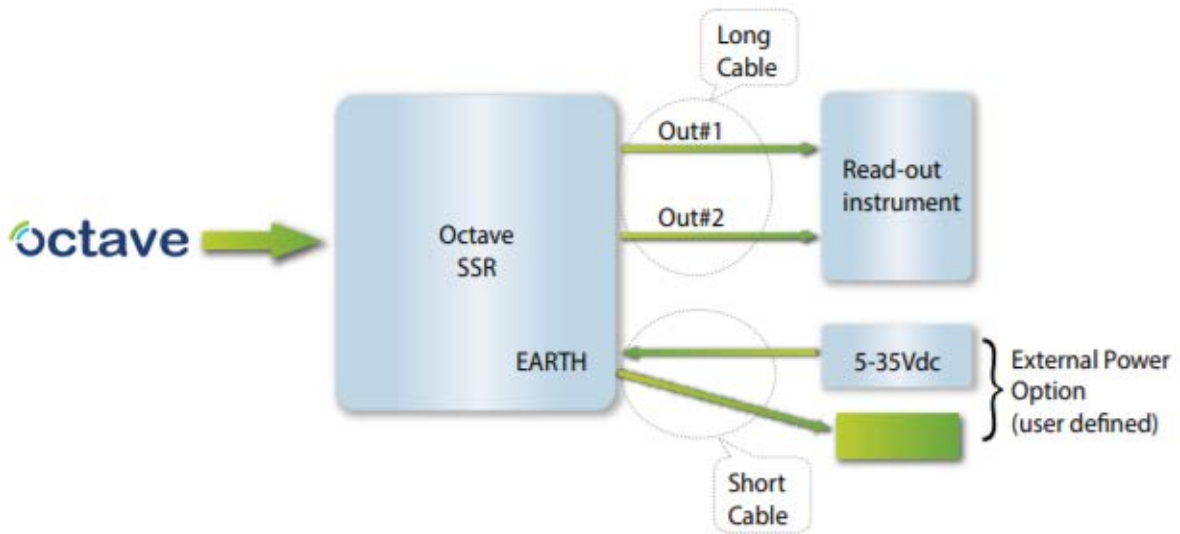 Long
Cable
Out#1
Read-out
instrument
Out#2
octave
Octave
SSR
EARTH
5-35Vdc
External Power
Option
(user defined)
Short
Cable